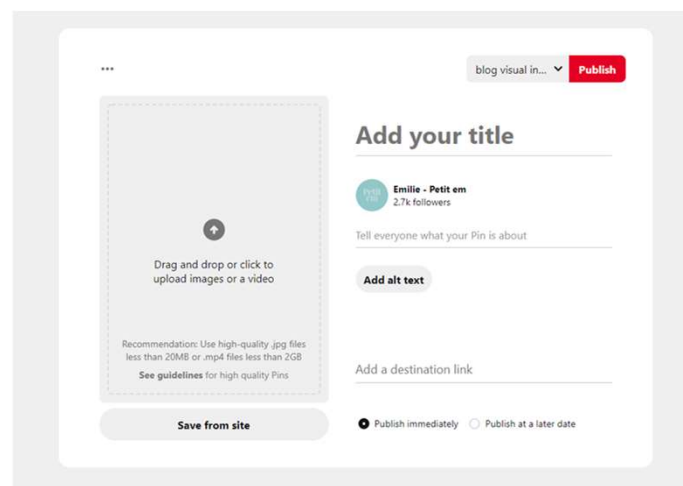 •••
blog visual in...
Publish
Add your title
Petit
em
Emilie - Petit em
2.7k followers
Tell everyone what your Pin is about
Drag and drop or click to
upload images or a video
Add alt text
Recommendation: Use high-quality .jpg files
less than 20MB or .mp4 files less than 2GB
See guidelines for high quality Pins
Add a destination link
Save from site
Publish immediately
Publish at a later date